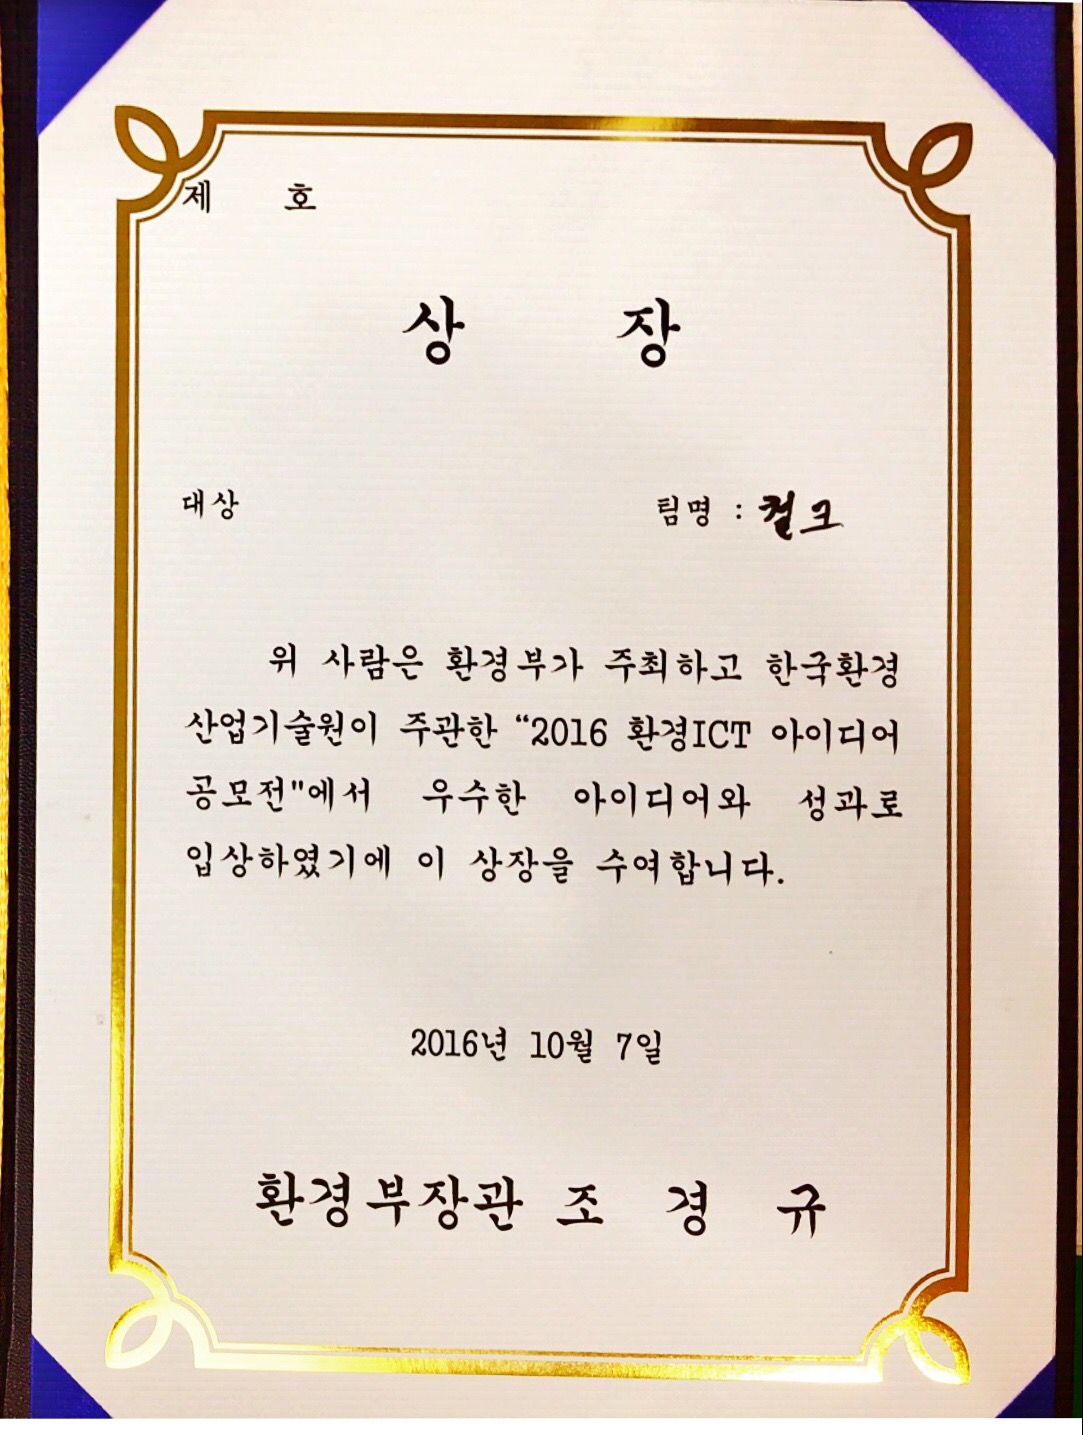 제 호
상 장
대상 팀명 : 컬크
위 사람은 환경부가 주최하고 한국환경
산업기술원이 주관한 “2016 환경ICT 아이디어
공모전"에서 우수한 아이디어와 성과로
입상하였기에 이 상장을 수여합니다.
2016년 10월 7일
환경부장관 조 경 규